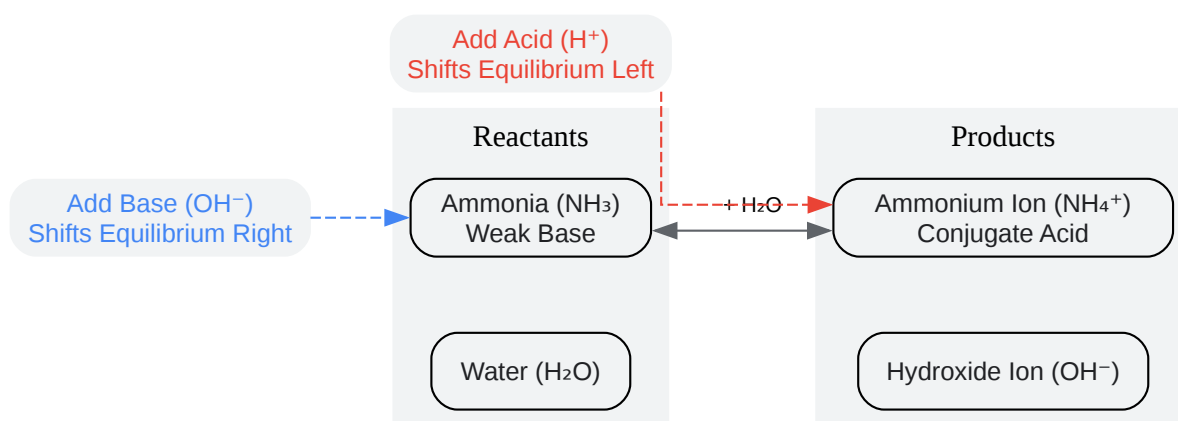 Add Acid (H⁺)
Shifts Equilibrium Left
Reactants
Products
Add Base (OH⁻)
Shifts Equilibrium Right
Ammonia (NH₃)
Weak Base
+ H₂O
Ammonium Ion (NH₄⁺)
Conjugate Acid
Water (H₂O)
Hydroxide Ion (OH⁻)